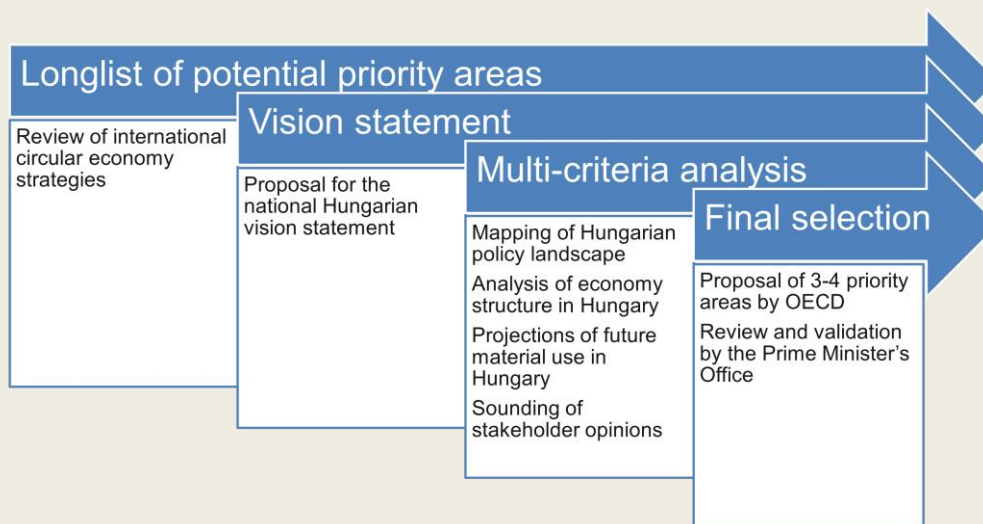 Longlist of potential priority areas
Review of international
circular economy
strategies
Vision statement
Proposal for the
national Hungarian
vision statement
Multi-criteria analysis
Mapping of Hungarian
policy landscape
Analysis of economy
structure in Hungary
Projections of future
material use in
Hungary
Sounding of
stakeholder opinions
Final selection
Proposal of 3-4 priority
areas by OECD
Review and validation
by the Prime Minister’s
Office